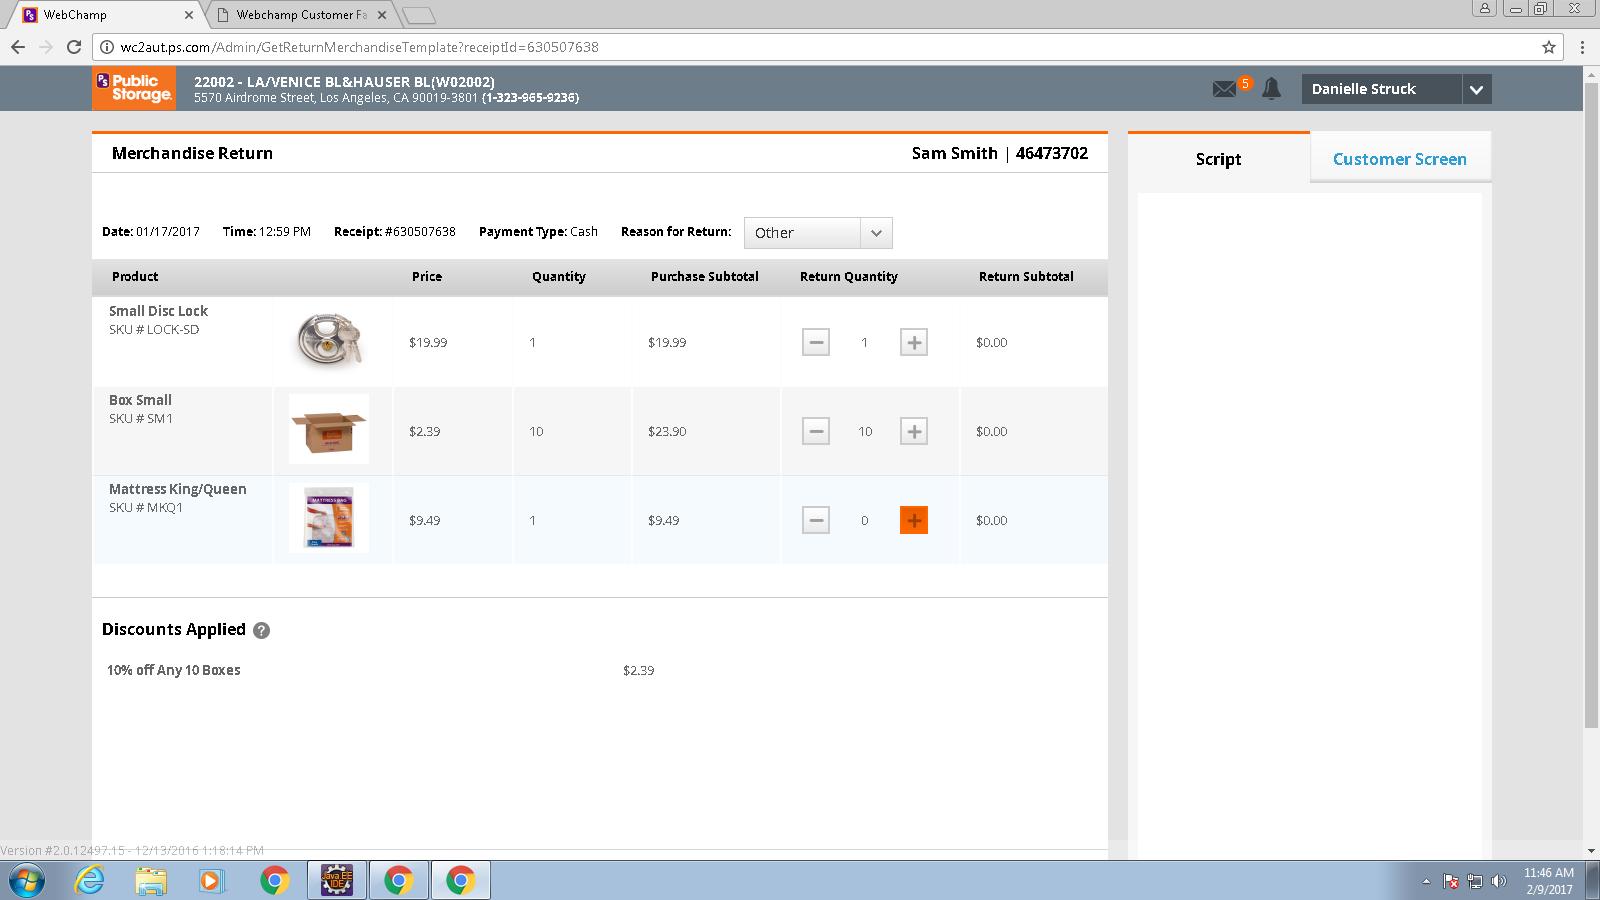 WebChamp
Webchamp Customer Fa
wc2aut.ps.com/Admin/GetReturnMerchandiseTemplate?receiptId=630507638
PS Public Storage.
22002 - LA/VENICE BL&HAUSER BL(W02002)
5570 Airdrome Street, Los Angeles, CA 90019-3801 (1-323-965-9236)
5
Danielle Struck
Merchandise Return
Sam Smith | 46473702
Script
Customer Screen
Date: 01/17/2017 Time: 12:59 PM Receipt: #630507638 Payment Type: Cash Reason for Return: Other
Product Price Quantity Purchase Subtotal Return Quantity Return Subtotal
Small Disc Lock
SKU # LOCK-SD
$19.99 1 $19.99 − 1 + $0.00
Box Small
SKU # SM1
$2.39 10 $23.90 − 10 + $0.00
Mattress King/Queen
SKU # MKQ1
MATTRESS BAG
$9.49 1 $9.49 − 0 + $0.00
Discounts Applied ?
10% off Any 10 Boxes $2.39
Version #2.0.12497.15 - 12/13/2016 1:18:14 PM
Java EE
IDE
11:46 AM
2/9/2017